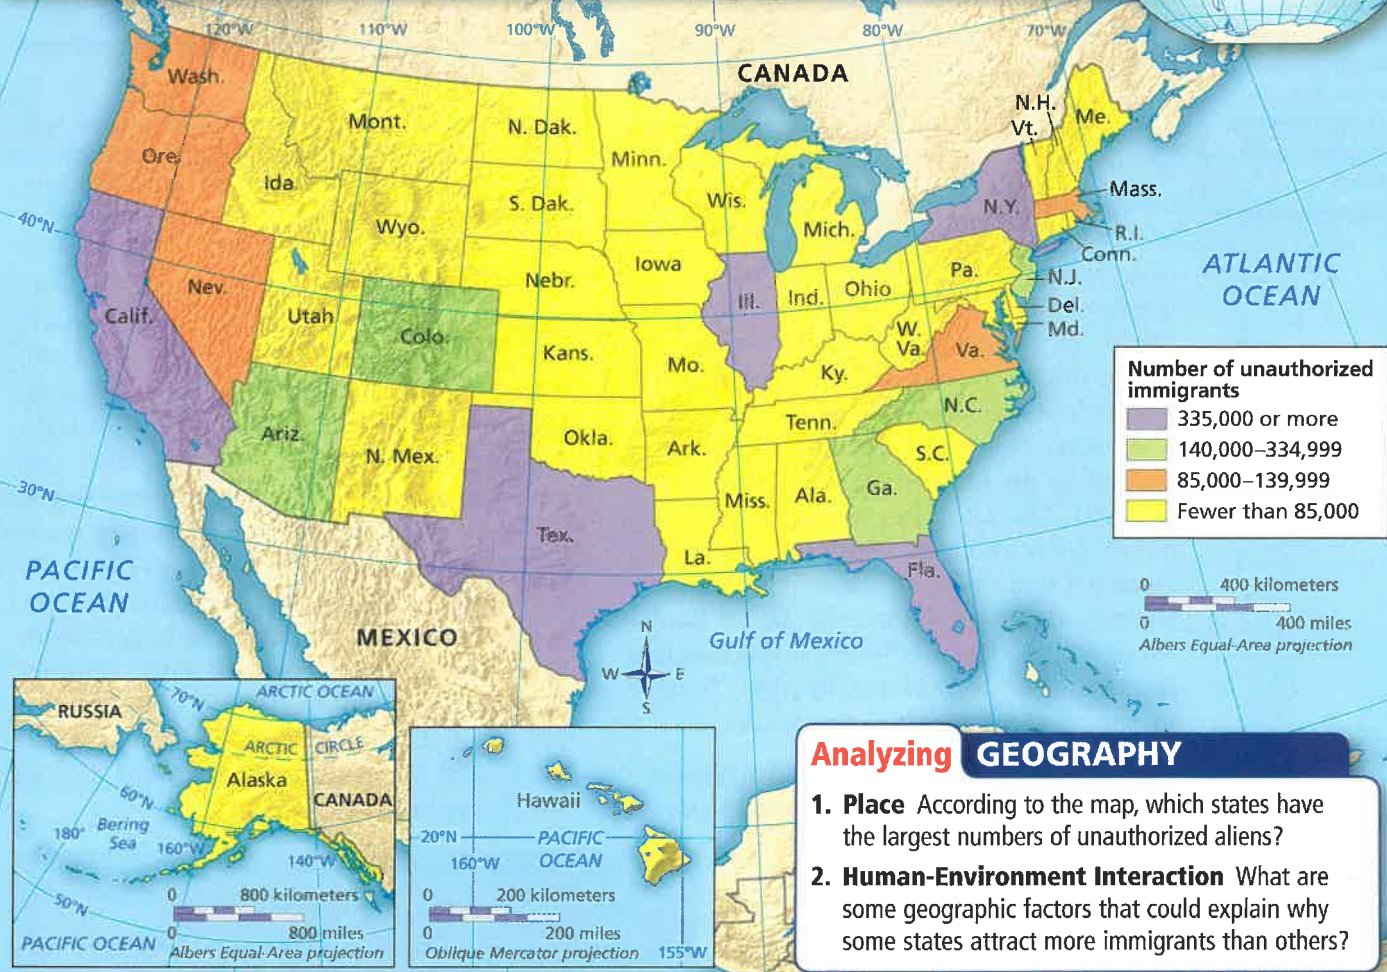 120°W
110°W
100°W
90°W
80°W
70°W
CANADA
Wash.
Mont.
N. Dak.
Minn.
N.H.
Vt.
Me.
Ore.
Ida.
S. Dak.
Wis.
Mich.
N.Y.
Mass.
40°N
Wyo.
R.I.
Conn.
ATLANTIC
OCEAN
Iowa
Nebr.
Pa.
N.J.
Nev.
Utah
Ill.
Ind.
Ohio
Del.
Md.
Calif.
Colo.
Kans.
Mo.
W.
Va.
Va.
Ky.
Number of unauthorized
immigrants
335,000 or more
140,000–334,999
85,000–139,999
Fewer than 85,000
Ariz.
N. Mex.
Okla.
Ark.
Tenn.
N.C.
S.C.
30°N
Tex.
Miss.
Ala.
Ga.
La.
Fla.
PACIFIC
OCEAN
MEXICO
Gulf of Mexico
N
W
E
S
0 400 kilometers
0 400 miles
Albers Equal-Area projection
RUSSIA
70°N
ARCTIC OCEAN
ARCTIC CIRCLE
Alaska
CANADA
60°N
180°
Bering
Sea
160°W
140°W
50°N
PACIFIC OCEAN
0 800 kilometers
0 800 miles
Albers Equal-Area projection
Hawaii
20°N
160°W
PACIFIC
OCEAN
0 200 kilometers
0 200 miles
Oblique Mercator projection
155°W
Analyzing GEOGRAPHY
1. Place According to the map, which states have
the largest numbers of unauthorized aliens?
2. Human-Environment Interaction What are
some geographic factors that could explain why
some states attract more immigrants than others?